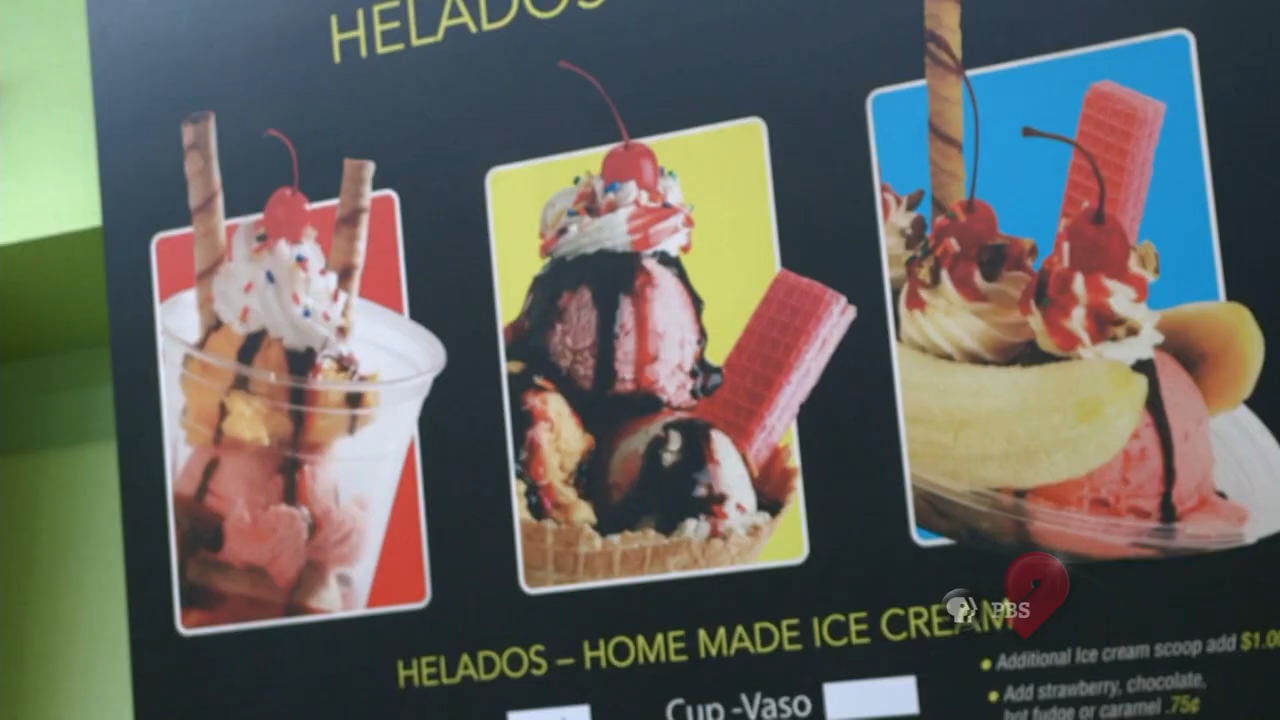 HELADOS
HELADOS – HOME MADE ICE CREAM
Cup -Vaso
• Additional Ice cream scoop add $1.0
• Add strawberry, chocolate,
hot fudge or caramel .75¢
PBS